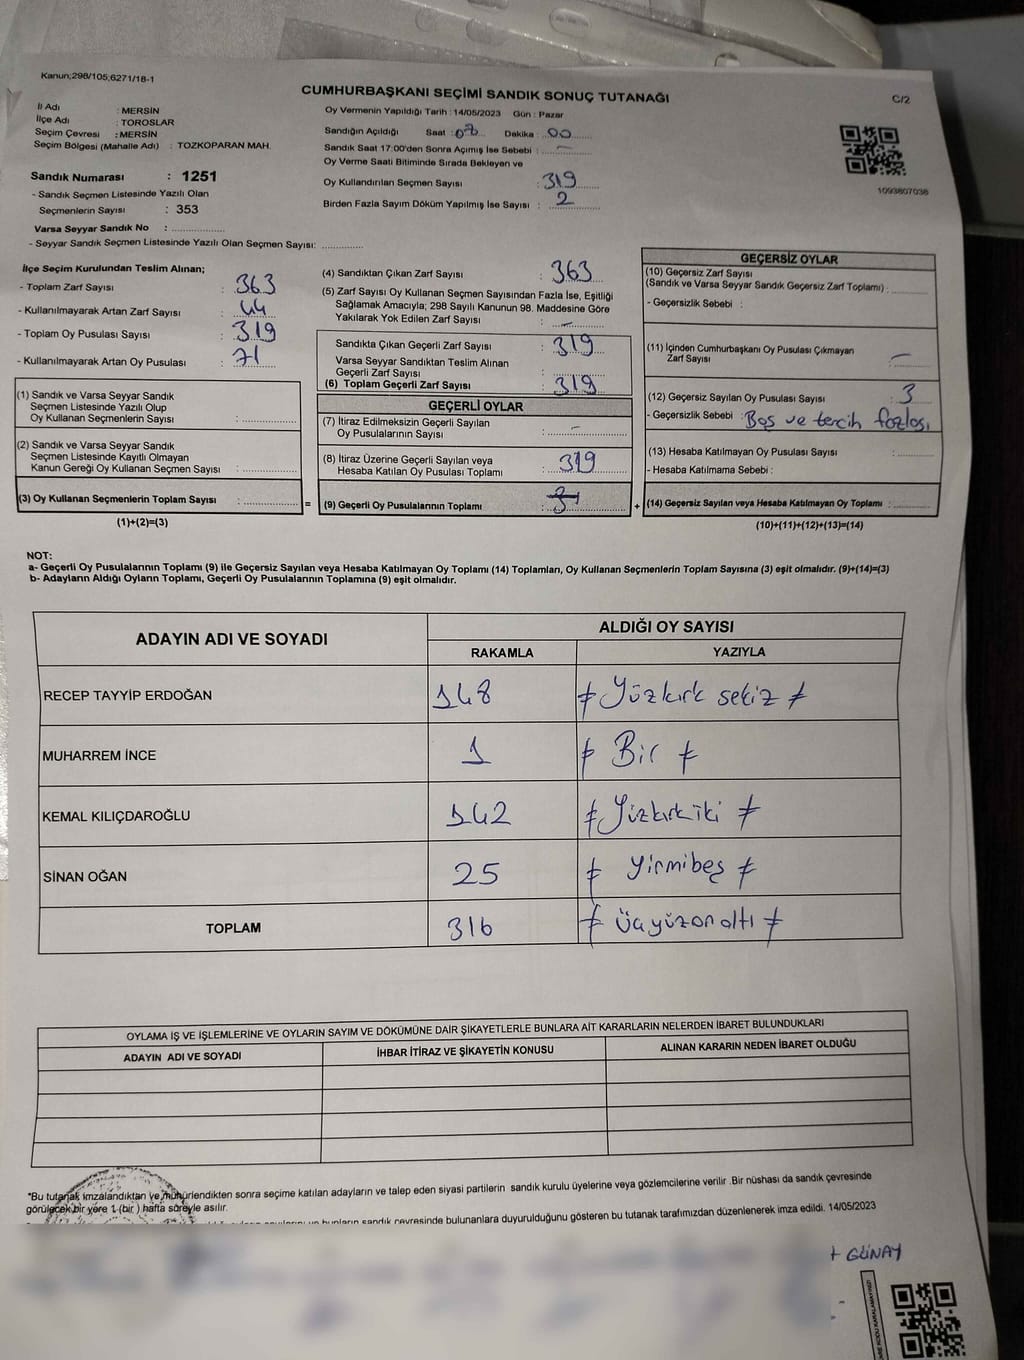 Kanun;298/105,6271/18-1
CUMHURBAŞKANI SEÇİMİ SANDIK SONUÇ TUTANAĞI
C/2
İl Adı : MERSİN
İlçe Adı : TOROSLAR
Seçim Çevresi : MERSİN
Seçim Bölgesi (Mahalle Adı) : TOZKOPARAN MAH.
Oy Vermenin Yapıldığı Tarih : 14/05/2023 Gün : Pazar
Sandığın Açıldığı Saat : Dakika : 00
Sandık Saat 17:00'den Sonra Açımış İse Sebebi : –
Oy Verme Saati Bitiminde Sırada Bekleyen ve
Oy Kullandırılan Seçmen Sayısı : 319
Birden Fazla Sayım Döküm Yapılmış İse Sayısı : 2
1093807036
Sandık Numarası : 1251
- Sandık Seçmen Listesinde Yazılı Olan
Seçmenlerin Sayısı : 353
Varsa Seyyar Sandık No :
- Seyyar Sandık Seçmen Listesinde Yazılı Olan Seçmen Sayısı:
İlçe Seçim Kurulundan Teslim Alınan;
- Toplam Zarf Sayısı : 363
- Kullanılmayarak Artan Zarf Sayısı : 44
- Toplam Oy Pusulası Sayısı : 319
- Kullanılmayarak Artan Oy Pusulası : 71
(1) Sandık ve Varsa Seyyar Sandık
Seçmen Listesinde Yazılı Olup
Oy Kullanan Seçmenlerin Sayısı :
(2) Sandık ve Varsa Seyyar Sandık
Seçmen Listesinde Kayıtlı Olmayan
Kanun Gereği Oy Kullanan Seçmen Sayısı :
(3) Oy Kullanan Seçmenlerin Toplam Sayısı : =
(1)+(2)=(3)
(4) Sandıktan Çıkan Zarf Sayısı : 363
(5) Zarf Sayısı Oy Kullanan Seçmen Sayısından Fazla İse, Eşitliği
Sağlamak Amacıyla; 298 Sayılı Kanunun 98. Maddesine Göre
Yakılarak Yok Edilen Zarf Sayısı : –
Sandıkta Çıkan Geçerli Zarf Sayısı : 319
Varsa Seyyar Sandıktan Teslim Alınan
Geçerli Zarf Sayısı :
(6) Toplam Geçerli Zarf Sayısı : 319
GEÇERLİ OYLAR
(7) İtiraz Edilmeksizin Geçerli Sayılan
Oy Pusulalarının Sayısı : –
(8) İtiraz Üzerine Geçerli Sayılan veya
Hesaba Katılan Oy Pusulası Toplamı : 319
(9) Geçerli Oy Pusulalarının Toplamı : +
GEÇERSİZ OYLAR
(10) Geçersiz Zarf Sayısı
(Sandık ve Varsa Seyyar Sandık Geçersiz Zarf Toplamı) :
- Geçersizlik Sebebi :
(11) İçinden Cumhurbaşkanı Oy Pusulası Çıkmayan
Zarf Sayısı : –
(12) Geçersiz Sayılan Oy Pusulası Sayısı : 3
- Geçersizlik Sebebi : Boş ve tercih fazlası
(13) Hesaba Katılmayan Oy Pusulası Sayısı :
- Hesaba Katılmama Sebebi :
(14) Geçersiz Sayılan veya Hesaba Katılmayan Oy Toplamı :
(10)+(11)+(12)+(13)=(14)
NOT:
a- Geçerli Oy Pusulalarının Toplamı (9) ile Geçersiz Sayılan veya Hesaba Katılmayan Oy Toplamı (14) Toplamları, Oy Kullanan Seçmenlerin Toplam Sayısına (3) eşit olmalıdır. (9)+(14)=(3)
b- Adayların Aldığı Oyların Toplamı, Geçerli Oy Pusulalarının Toplamına (9) eşit olmalıdır.
ADAYIN ADI VE SOYADI ALDIĞI OY SAYISI
RAKAMLA YAZIYLA
RECEP TAYYİP ERDOĞAN 148 ≠ Yüzkırk sekiz ≠
MUHARREM İNCE 1 ≠ Bir ≠
KEMAL KILIÇDAROĞLU 142 ≠ Yüzkırkiki ≠
SİNAN OĞAN 25 ≠ Yirmibeş ≠
TOPLAM 316 ≠ Üçyüzonaltı ≠
OYLAMA İŞ VE İŞLEMLERİNE VE OYLARIN SAYIM VE DÖKÜMÜNE DAİR ŞİKAYETLERLE BUNLARA AİT KARARLARIN NELERDEN İBARET BULUNDUKLARI
ADAYIN ADI VE SOYADI İHBAR İTİRAZ VE ŞİKAYETİN KONUSU ALINAN KARARIN NEDEN İBARET OLDUĞU
*Bu tutanak imzalandıktan ve mühürlendikten sonra seçime katılan adayların ve talep eden siyasi partilerin sandık kurulu üyelerine veya gözlemcilerine verilir .Bir nüshası da sandık çevresinde
görülecek bir yere 1 (bir ) hafta süreyle asılır.
bunların sandık çevresinde bulunanlara duyurulduğunu gösteren bu tutanak tarafımızdan düzenlenerek imza edildi. 14/05/2023
GÜNAY